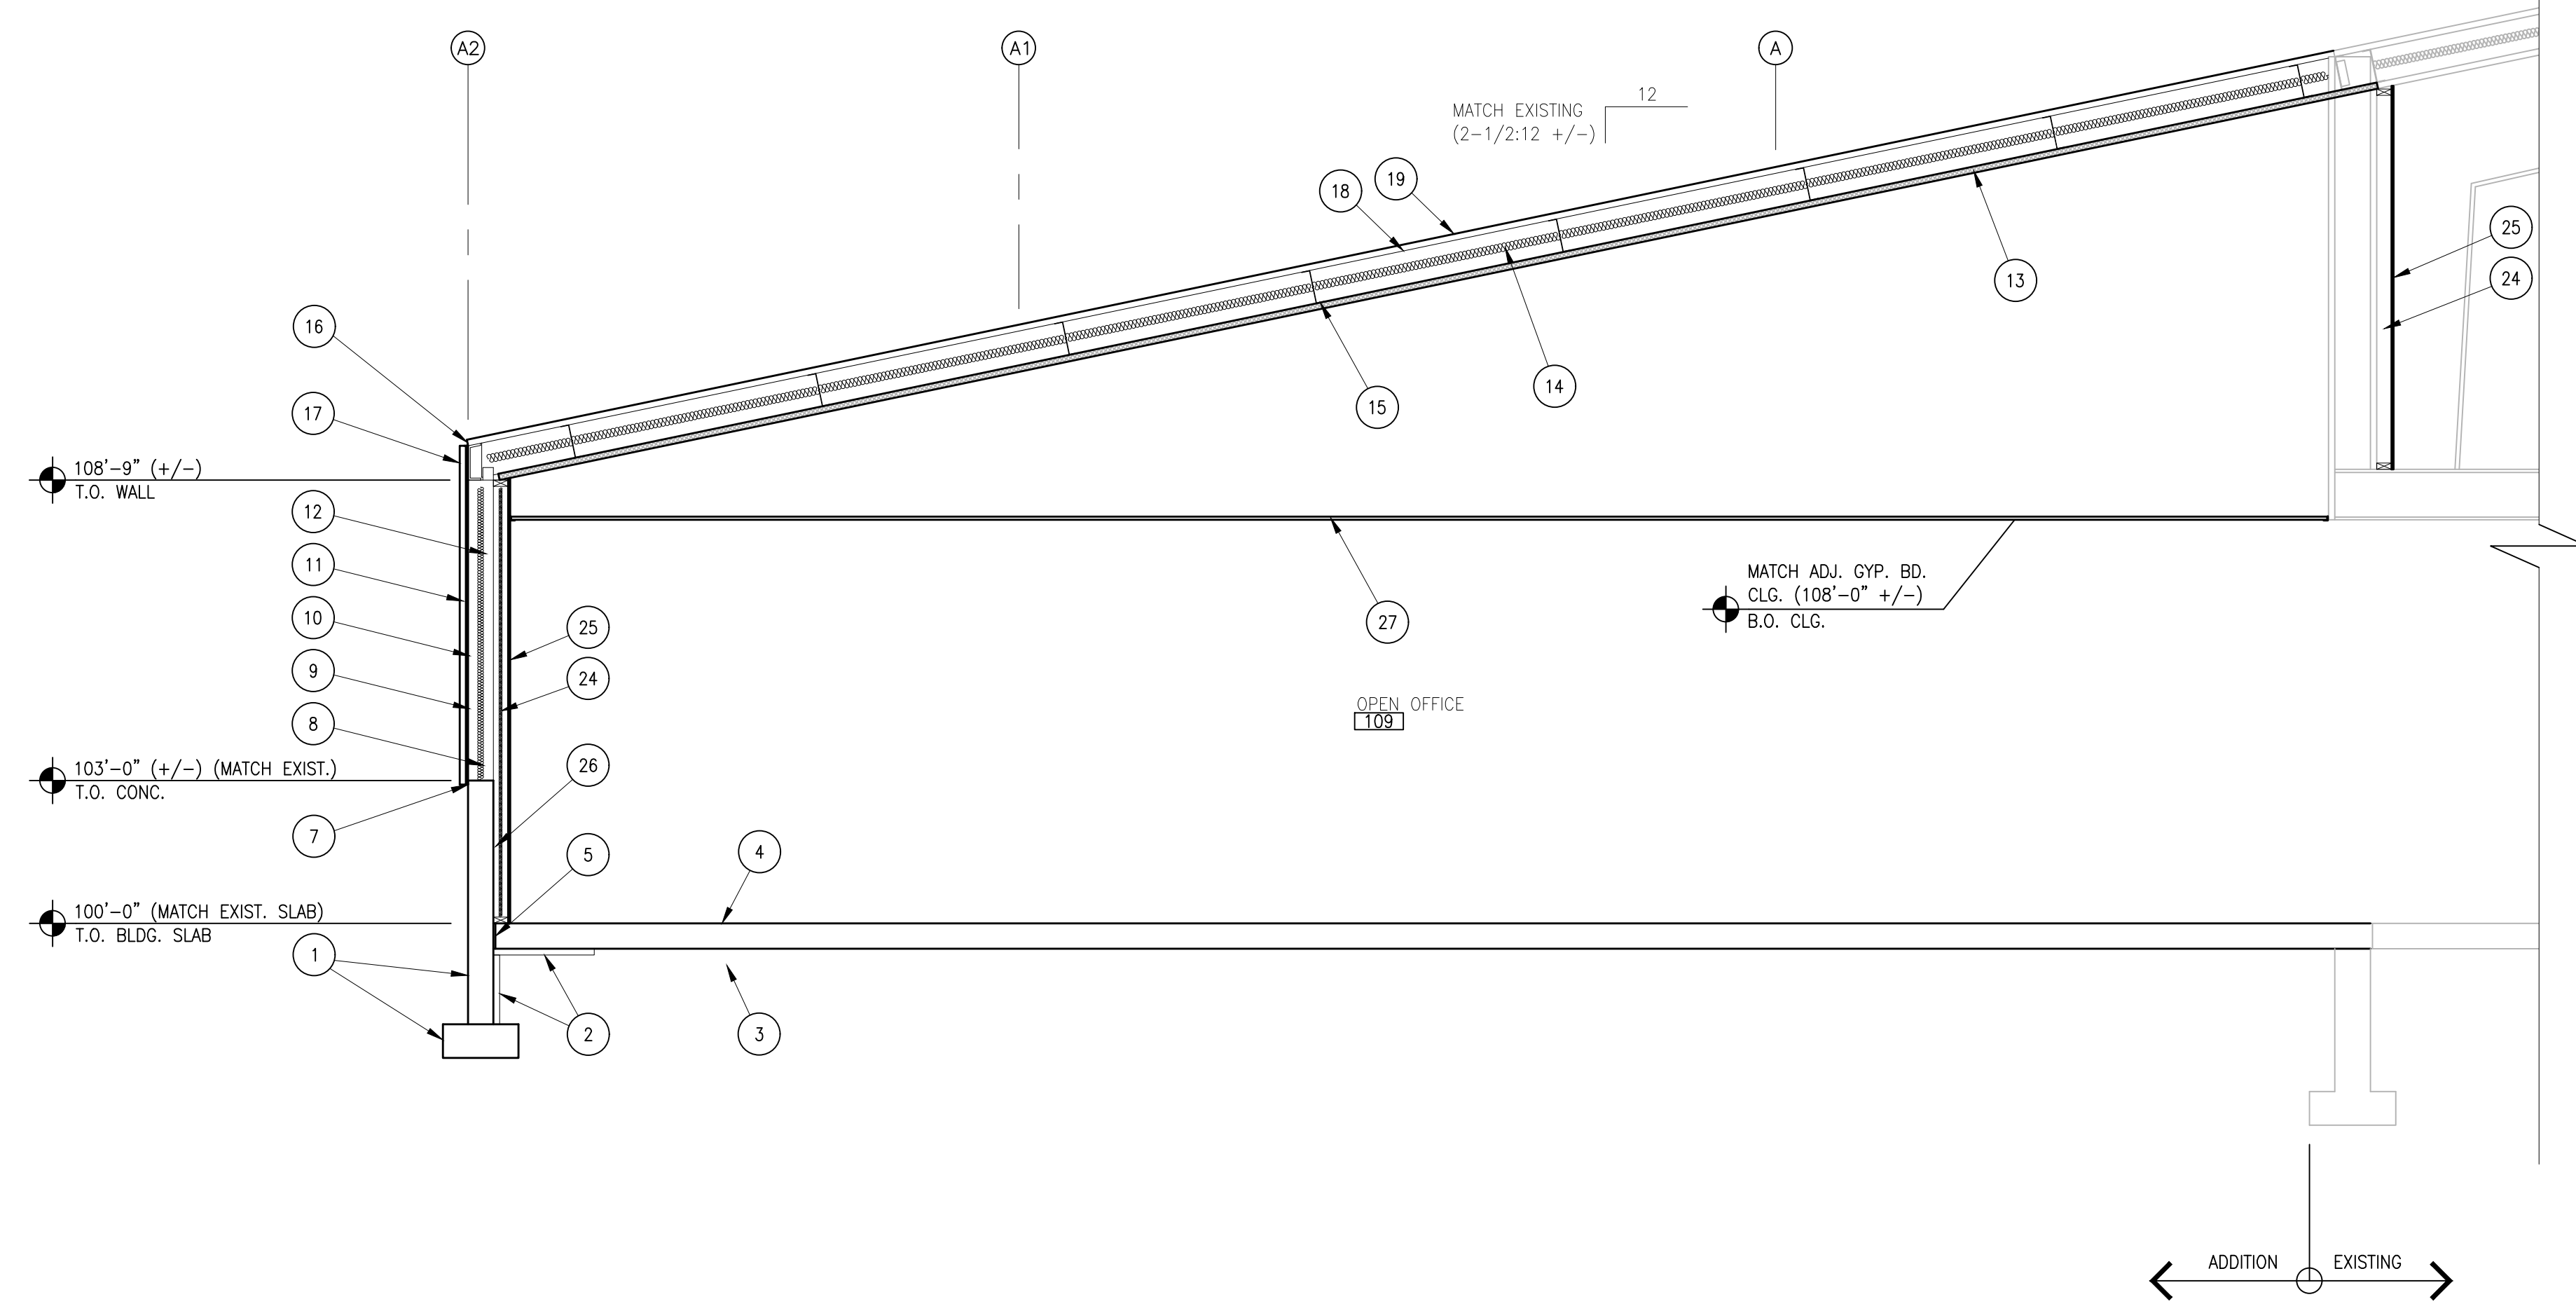 A2
A1
A
12
MATCH EXISTING
(2-1/2:12 +/-)
19
18
25
24
13
16
14
15
17
108'-9" (+/-)
T.O. WALL
12
11
10
9
8
25
24
26
5
27
MATCH ADJ. GYP. BD.
CLG. (108'-0" +/-)
B.O. CLG.
OPEN OFFICE
109
103'-0" (+/-) (MATCH EXIST.)
T.O. CONC.
7
4
100'-0" (MATCH EXIST. SLAB)
T.O. BLDG. SLAB
1
2
3
ADDITION
EXISTING